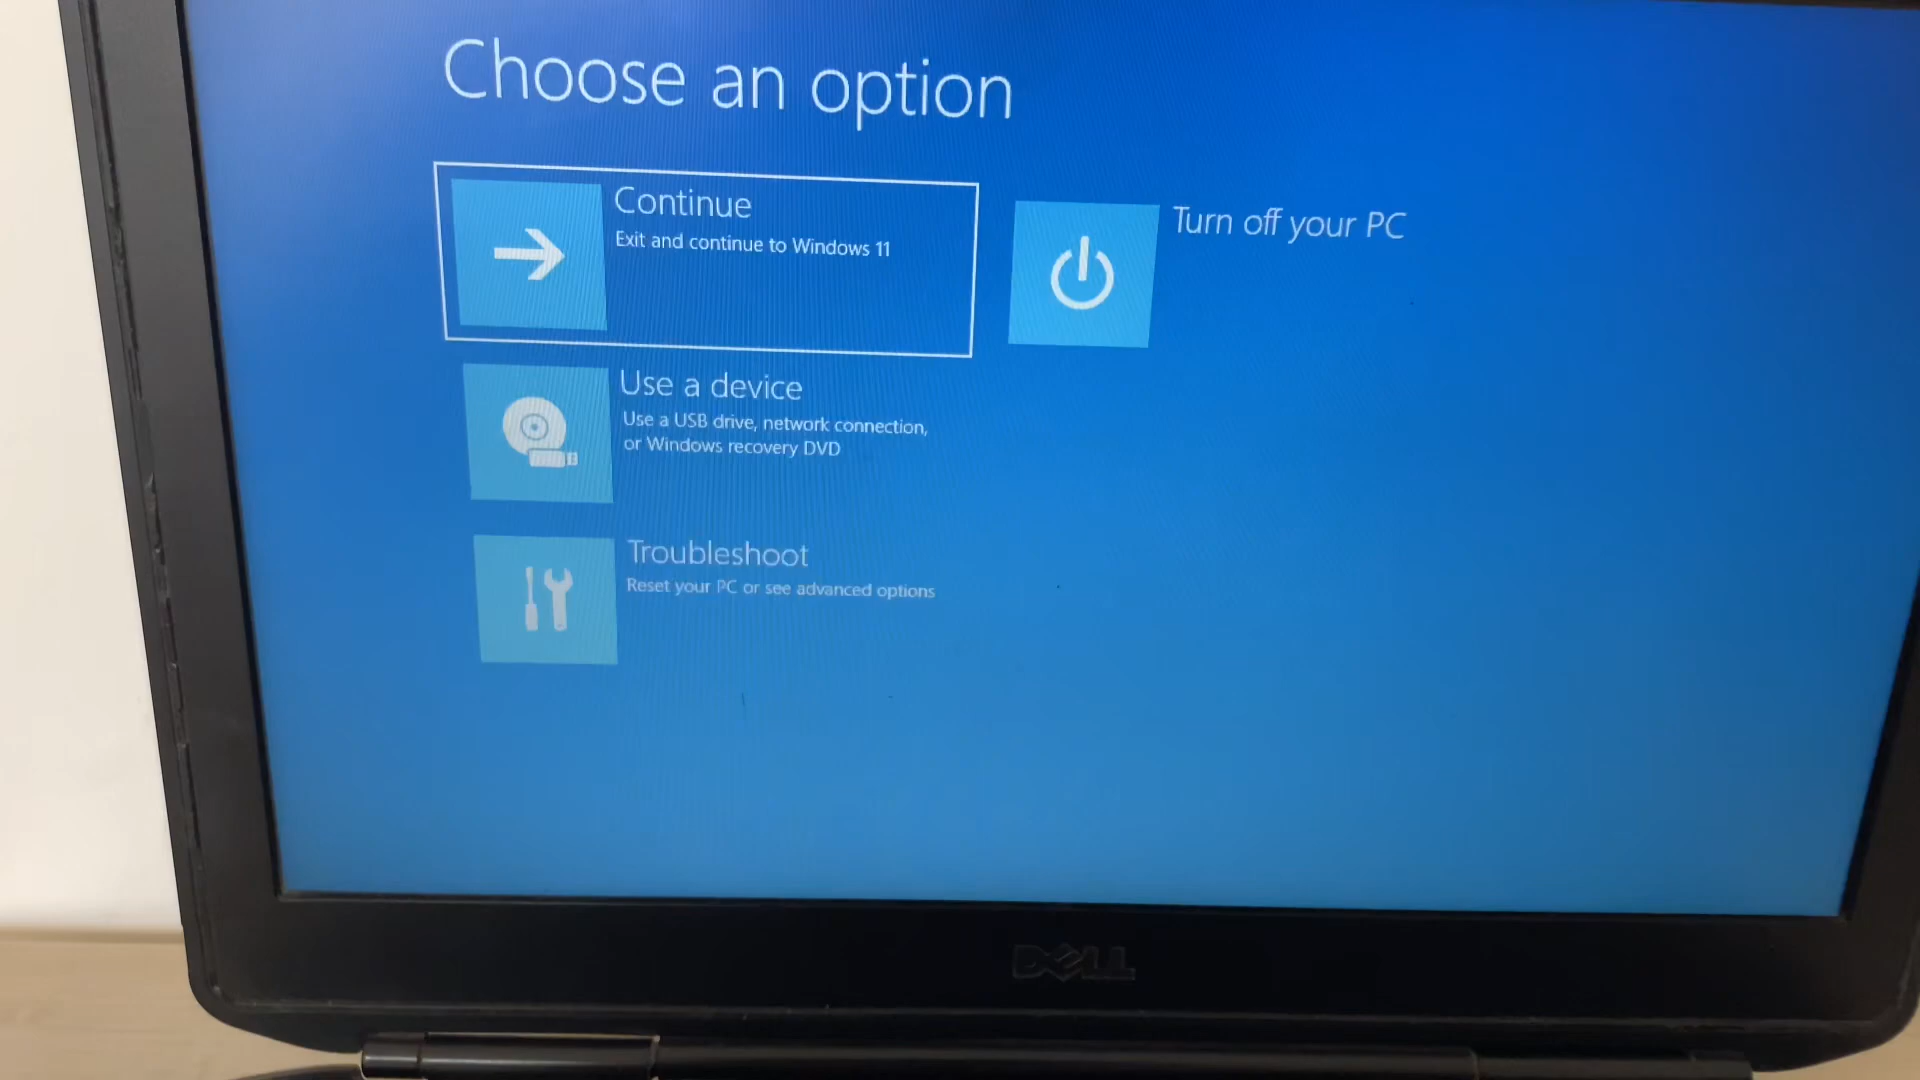 Choose an option
Continue
Exit and continue to Windows 11
Turn off your PC
Use a device
Use a USB drive, network connection,
or Windows recovery DVD
Troubleshoot
Reset your PC or see advanced options
DELL